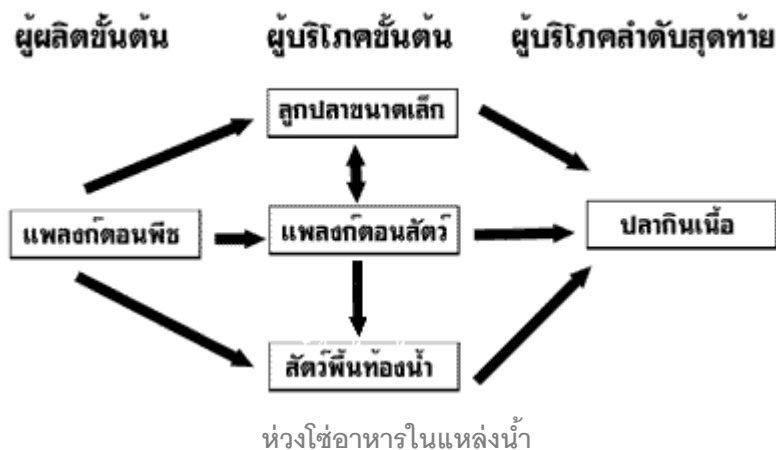 ผู้ผลิตขั้นต้น ผู้บริโภคขั้นต้น ผู้บริโภคลำดับสุดท้าย
ลูกปลาขนาดเล็ก
แพลงก์ตอนพืช แพลงก์ตอนสัตว์ ปลากินเนื้อ
สัตว์พื้นท้องน้ำ
ห่วงโซ่อาหารในแหล่งน้ำ